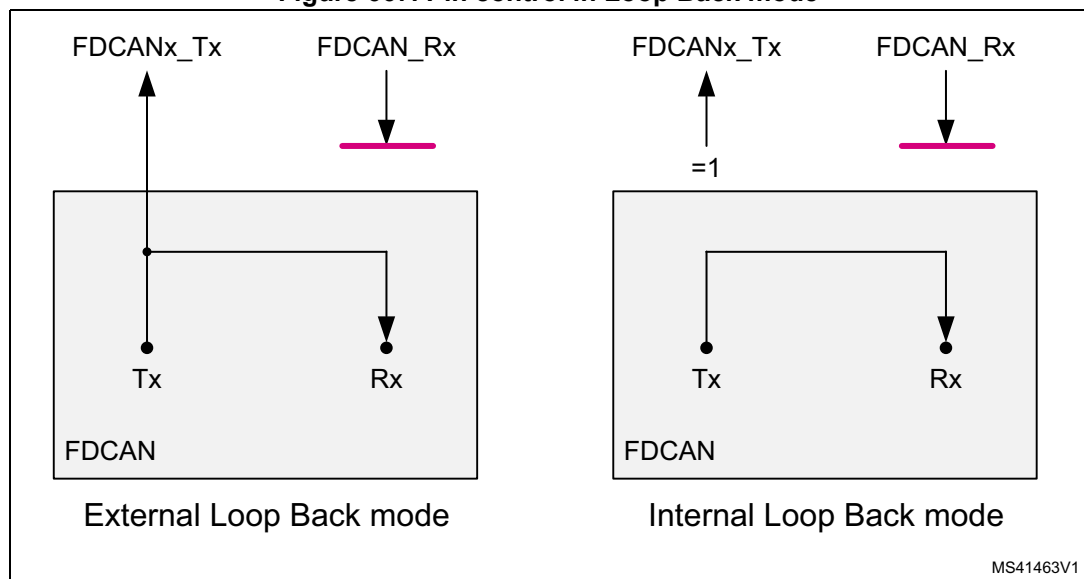 FDCANx_Tx FDCAN_Rx FDCANx_Tx FDCAN_Rx
=1
Tx Rx Tx Rx
FDCAN FDCAN
External Loop Back mode Internal Loop Back mode
MS41463V1